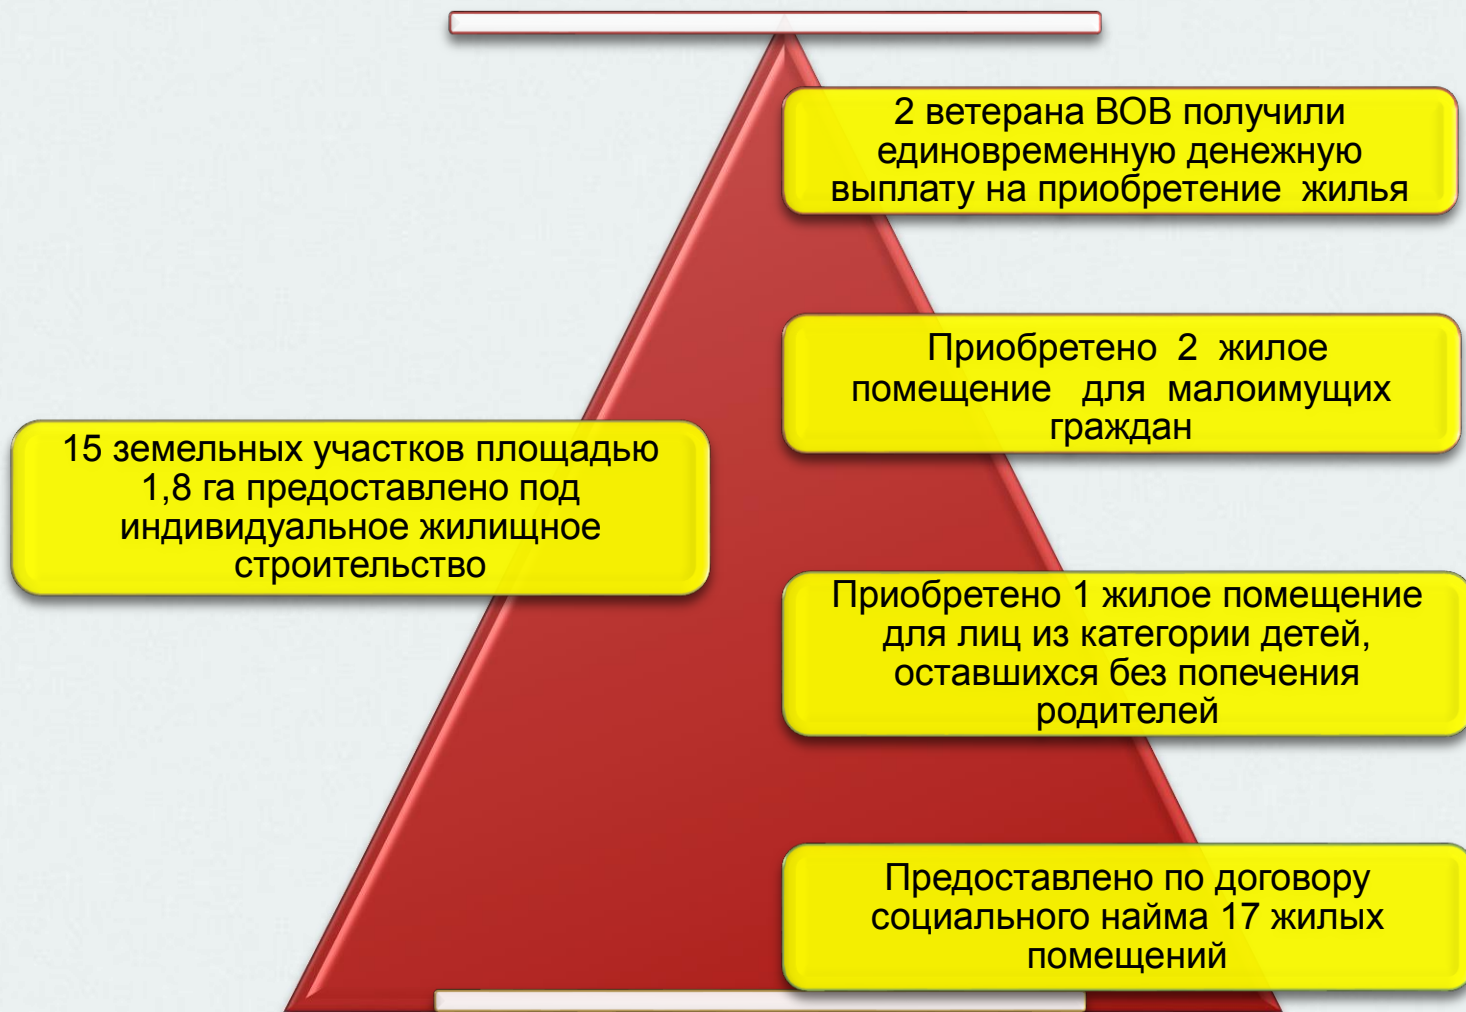 2 ветерана ВОВ получили
единовременную денежную
выплату на приобретение жилья
Приобретено 2 жилое
помещение для малоимущих
граждан
15 земельных участков площадью
1,8 га предоставлено под
индивидуальное жилищное
строительство
Приобретено 1 жилое помещение
для лиц из категории детей,
оставшихся без попечения
родителей
Предоставлено по договору
социального найма 17 жилых
помещений